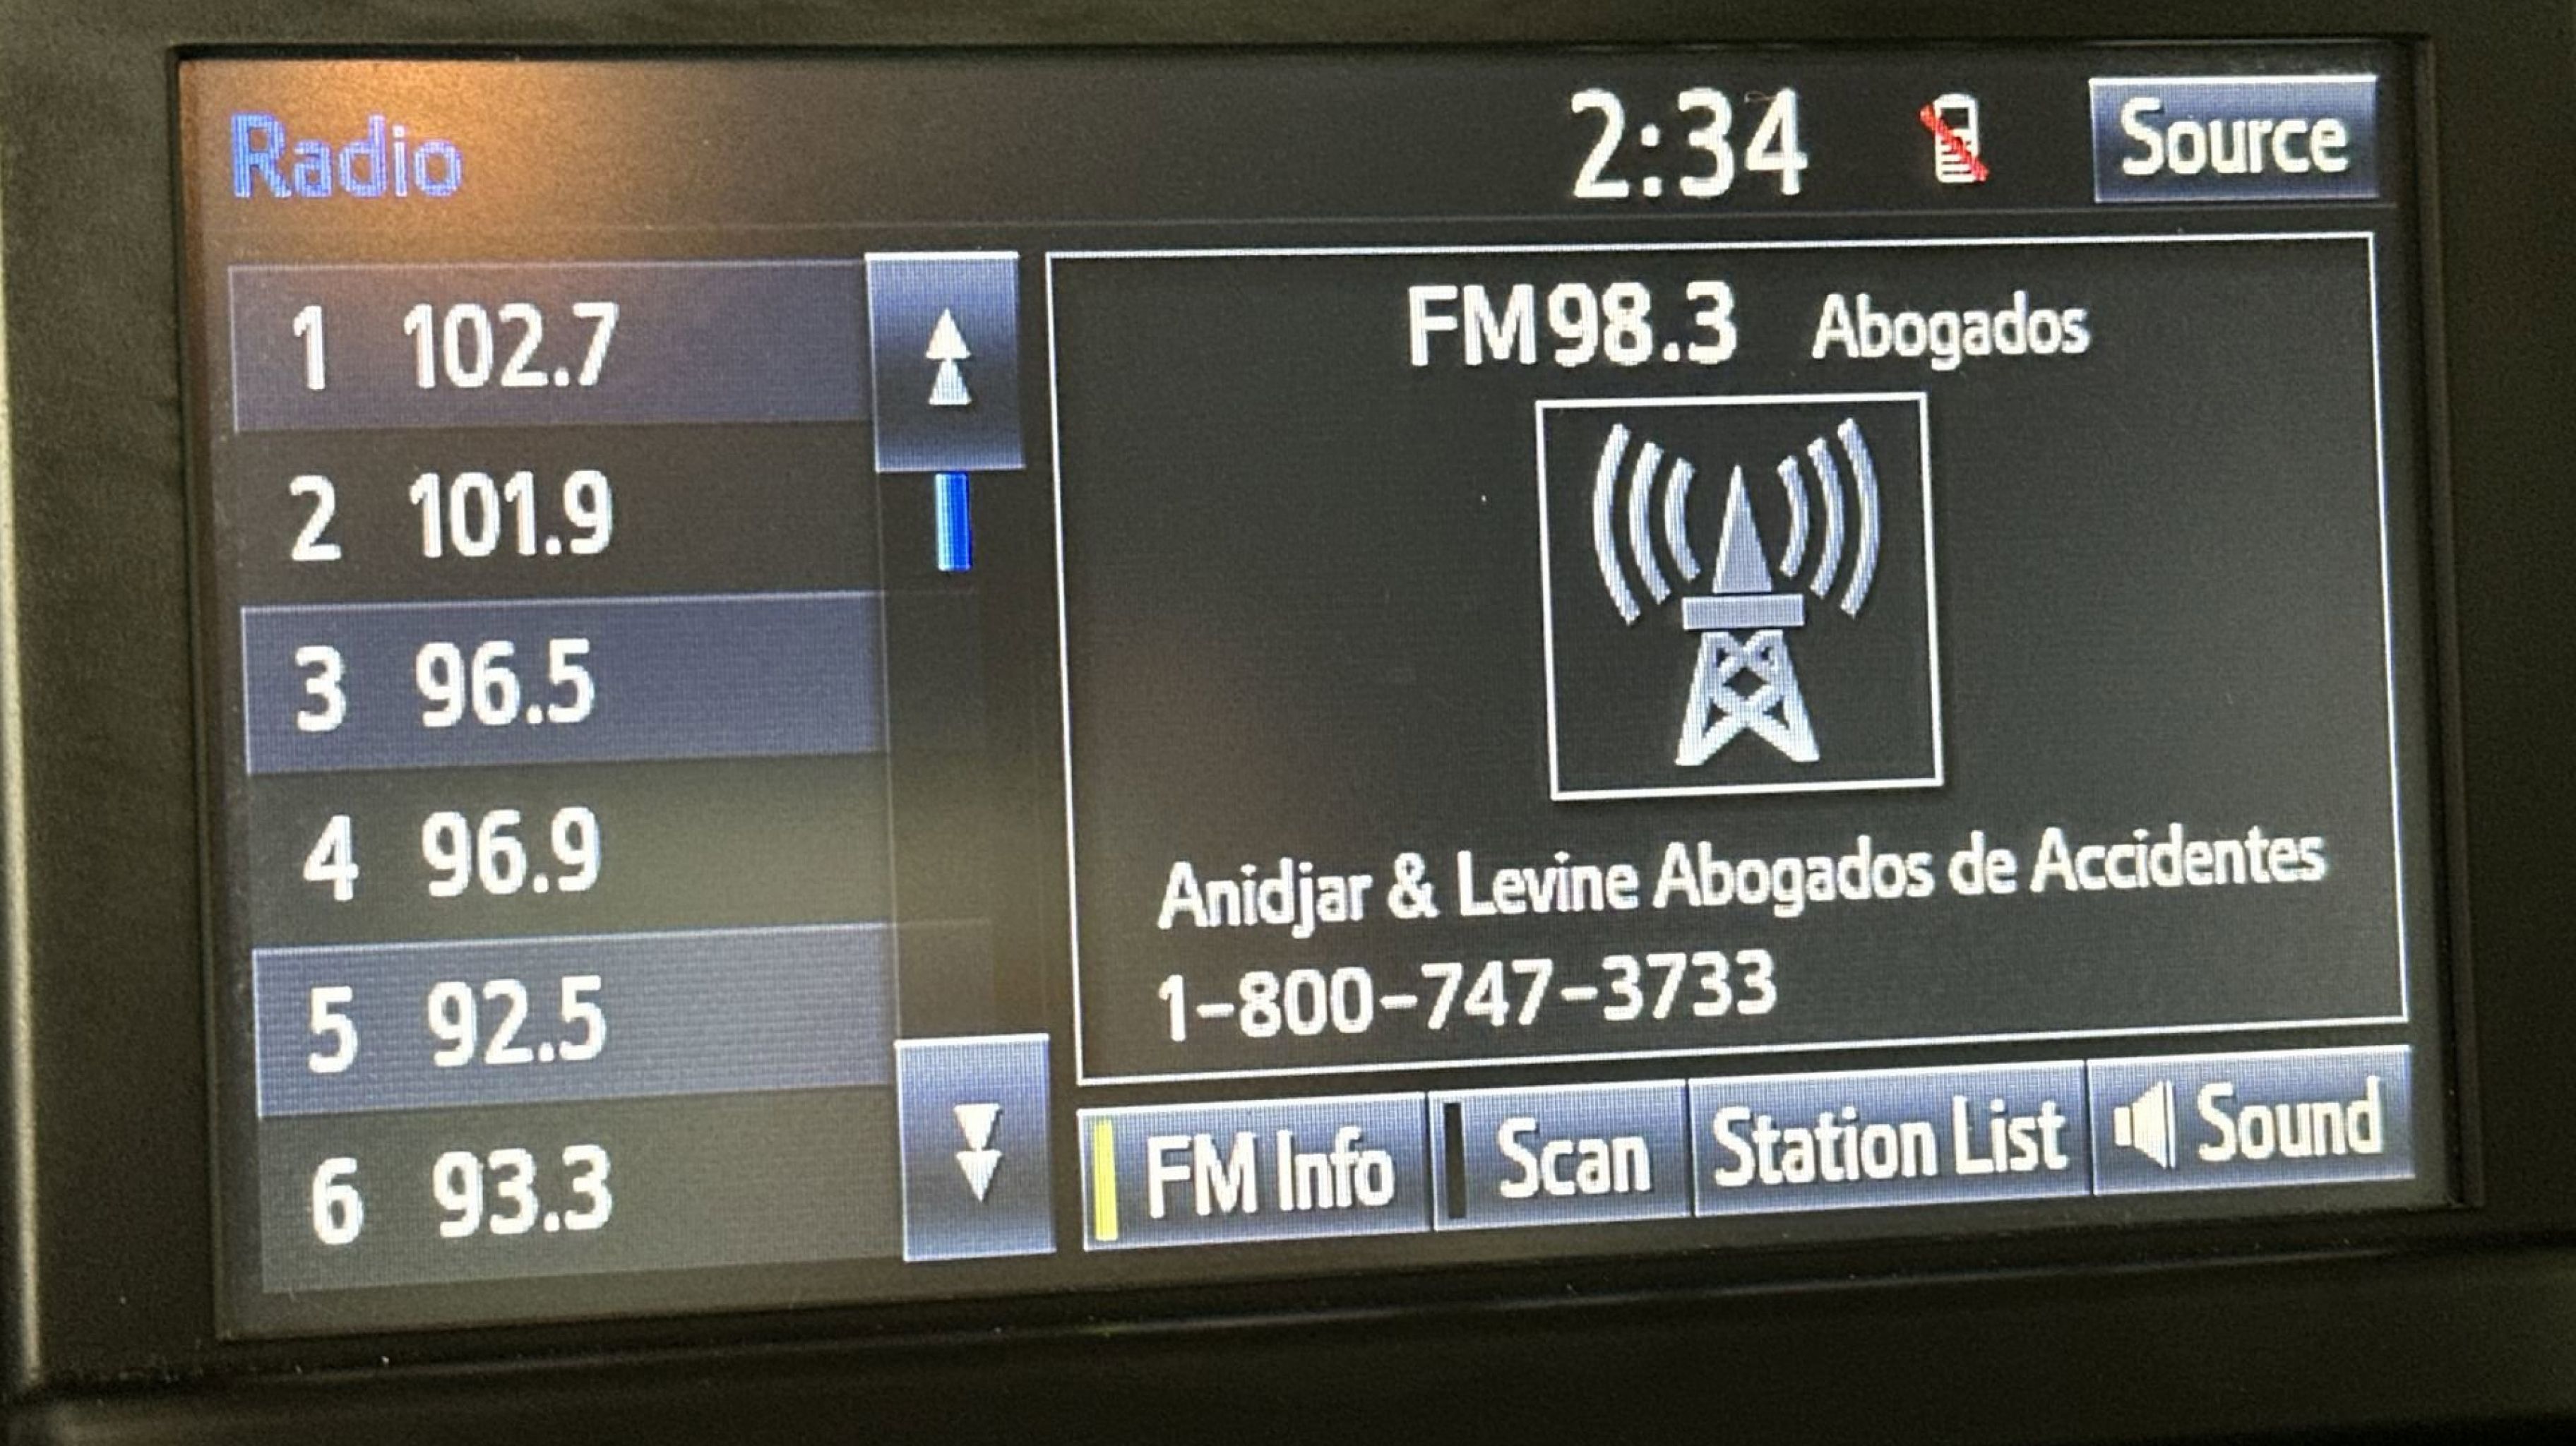 Radio
2:34
Source
1 102.7
2 101.9
3 96.5
4 96.9
5 92.5
6 93.3
FM98.3 Abogados
Anidjar & Levine Abogados de Accidentes
1-800-747-3733
FM Info
Scan
Station List
Sound